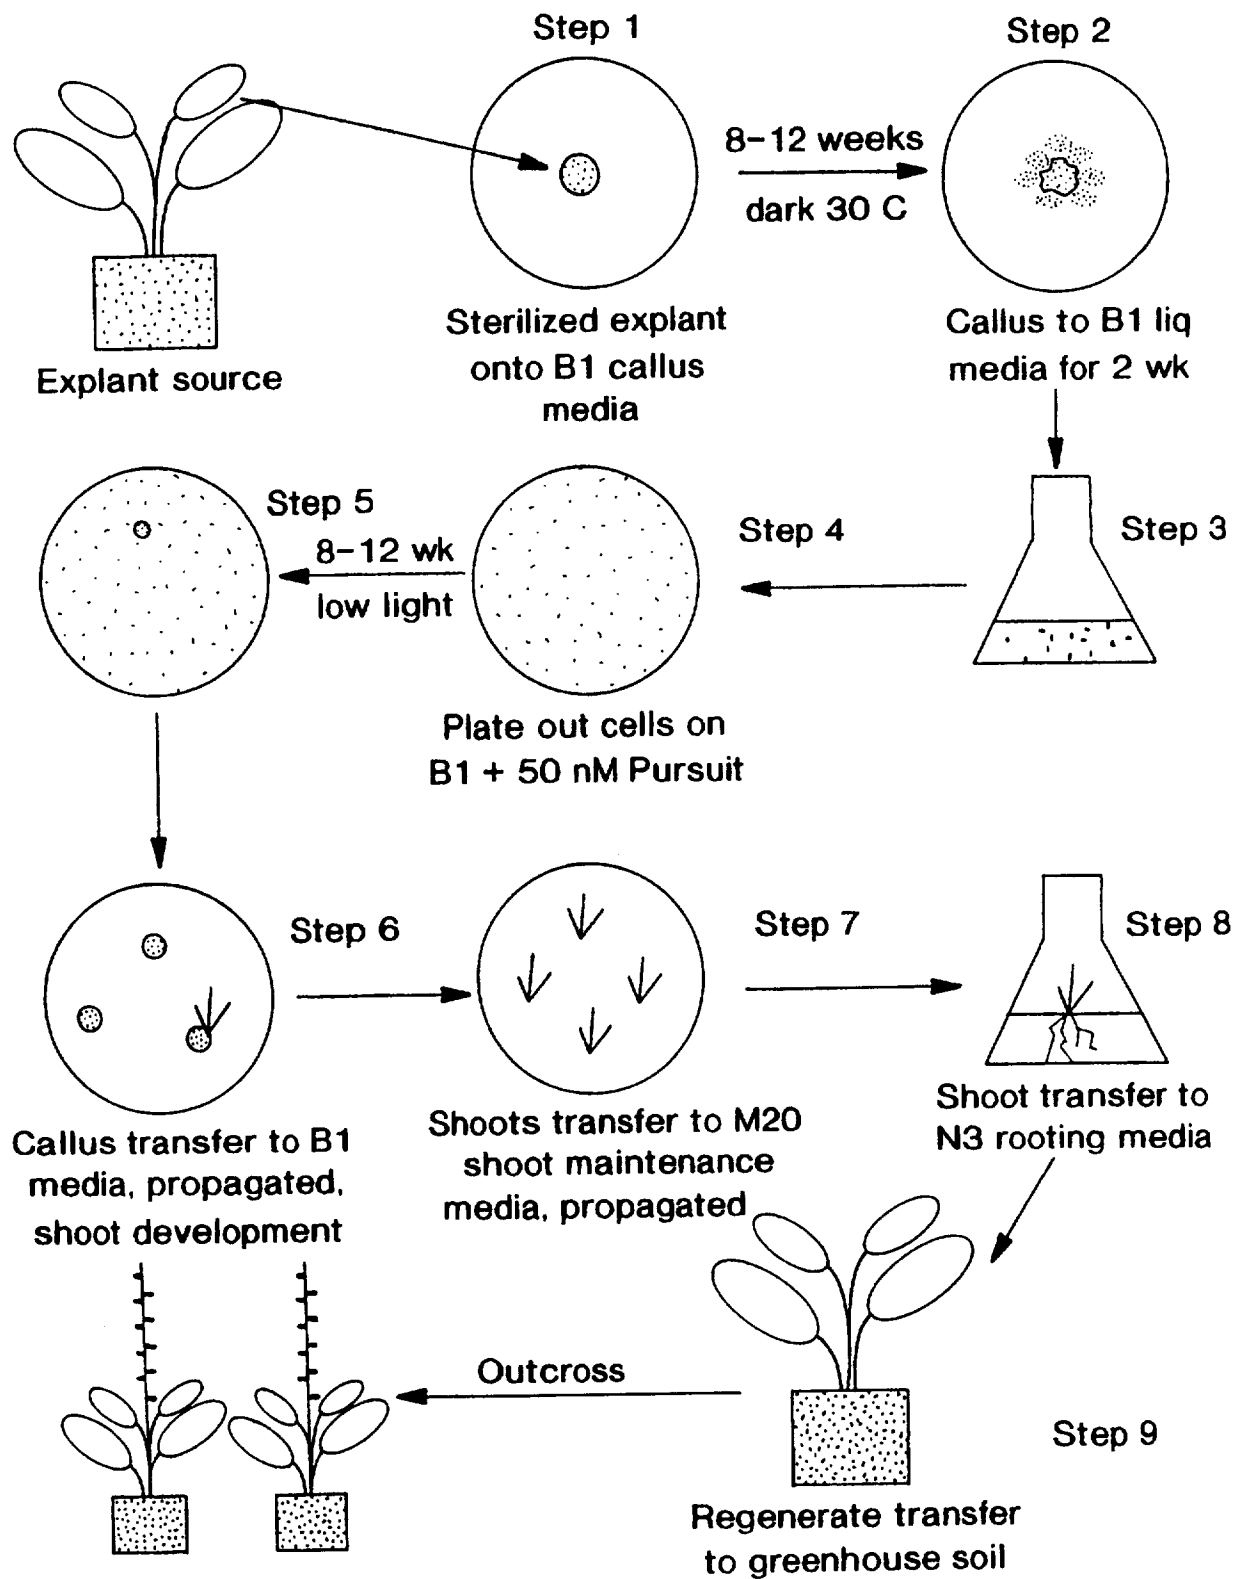 Step 1
Step 2
8-12 weeks
dark 30 C
Explant source
Sterilized explant
onto B1 callus
media
Callus to B1 liq
media for 2 wk
Step 5
8-12 wk
low light
Step 4
Step 3
Plate out cells on
B1 + 50 nM Pursuit
Step 6
Step 7
Step 8
Callus transfer to B1
media, propagated,
shoot development
Shoots transfer to M20
shoot maintenance
media, propagated
Shoot transfer to
N3 rooting media
Outcross
Step 9
Regenerate transfer
to greenhouse soil